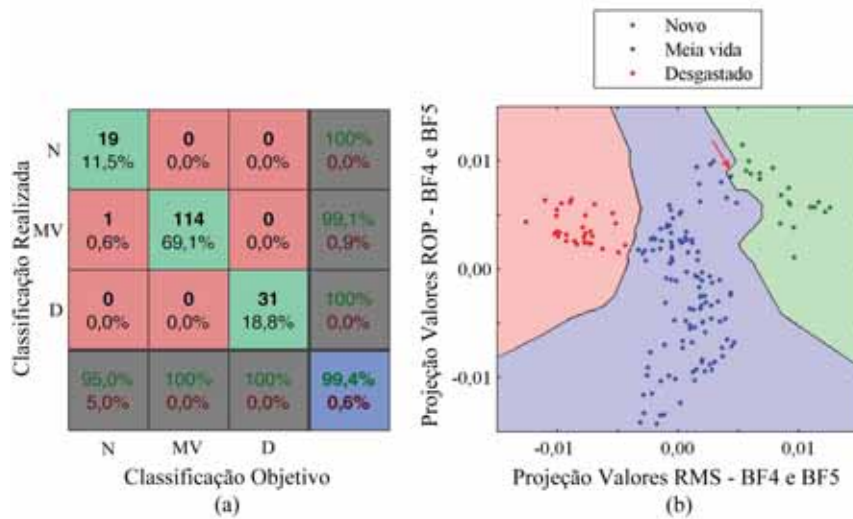 Novo
Meia vida
Desgastado
Classificação Realizada
N
19
11,5%
0
0,0%
0
0,0%
100%
0,0%
MV
1
0,6%
114
69,1%
0
0,0%
99,1%
0,9%
D
0
0,0%
0
0,0%
31
18,8%
100%
0,0%
95,0%
5,0%
100%
0,0%
100%
0,0%
99,4%
0,6%
N MV D
Classificação Objetivo
(a)
Projeção Valores ROP - BF4 e BF5
0,01
0,00
-0,01
-0,01 0,00 0,01
Projeção Valores RMS - BF4 e BF5
(b)